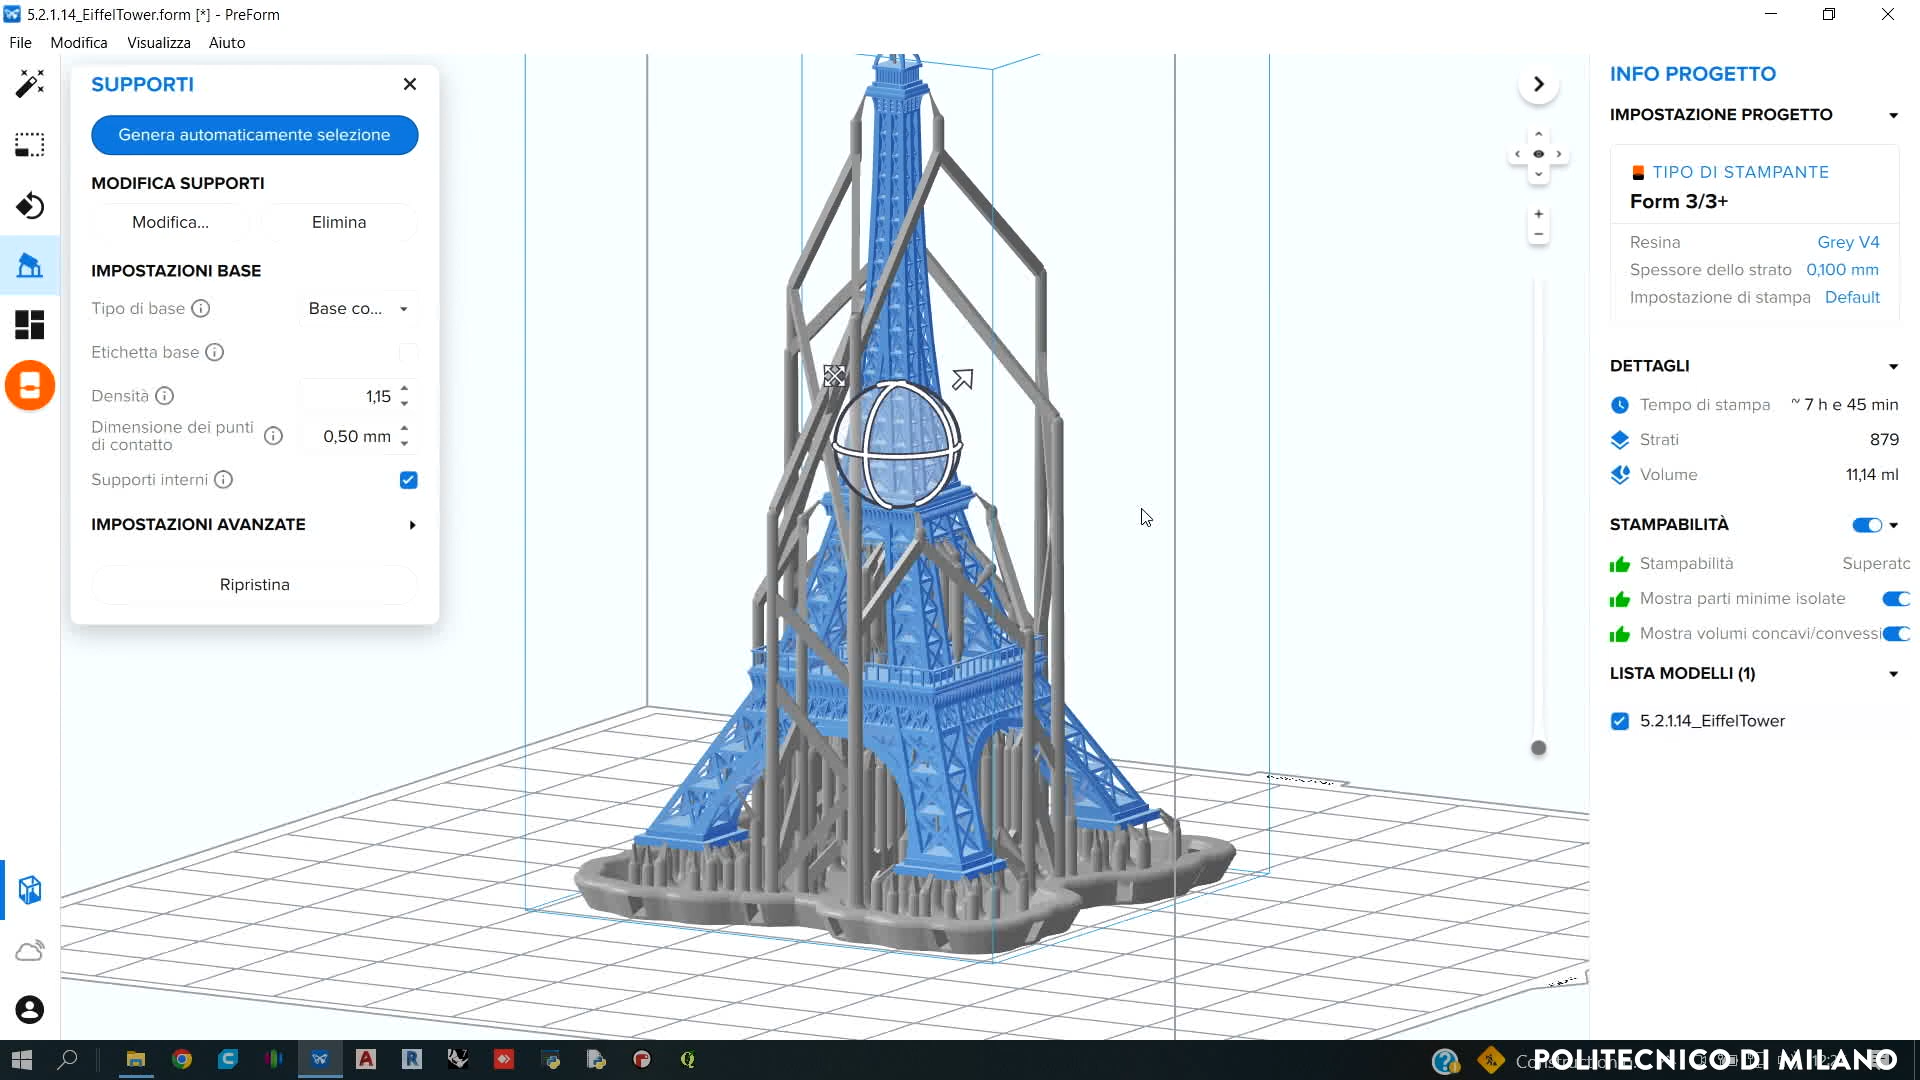 5.2.1.14_EiffelTower.form [*] - PreForm
File Modifica Visualizza Aiuto
SUPPORTI
Genera automaticamente selezione
MODIFICA SUPPORTI
Modifica... Elimina
IMPOSTAZIONI BASE
Tipo di base Base co...
Etichetta base
Densità 1,15
Dimensione dei punti
di contatto 0,50 mm
Supporti interni
IMPOSTAZIONI AVANZATE
Ripristina
INFO PROGETTO
IMPOSTAZIONE PROGETTO
TIPO DI STAMPANTE
Form 3/3+
Resina Grey V4
Spessore dello strato 0,100 mm
Impostazione di stampa Default
DETTAGLI
Tempo di stampa ~ 7 h e 45 min
Strati 879
Volume 11,14 ml
STAMPABILITÀ
Stampabilità Superato
Mostra parti minime isolate
Mostra volumi concavi/convessi
LISTA MODELLI (1)
5.2.1.14_EiffelTower
POLITECNICO DI MILANO